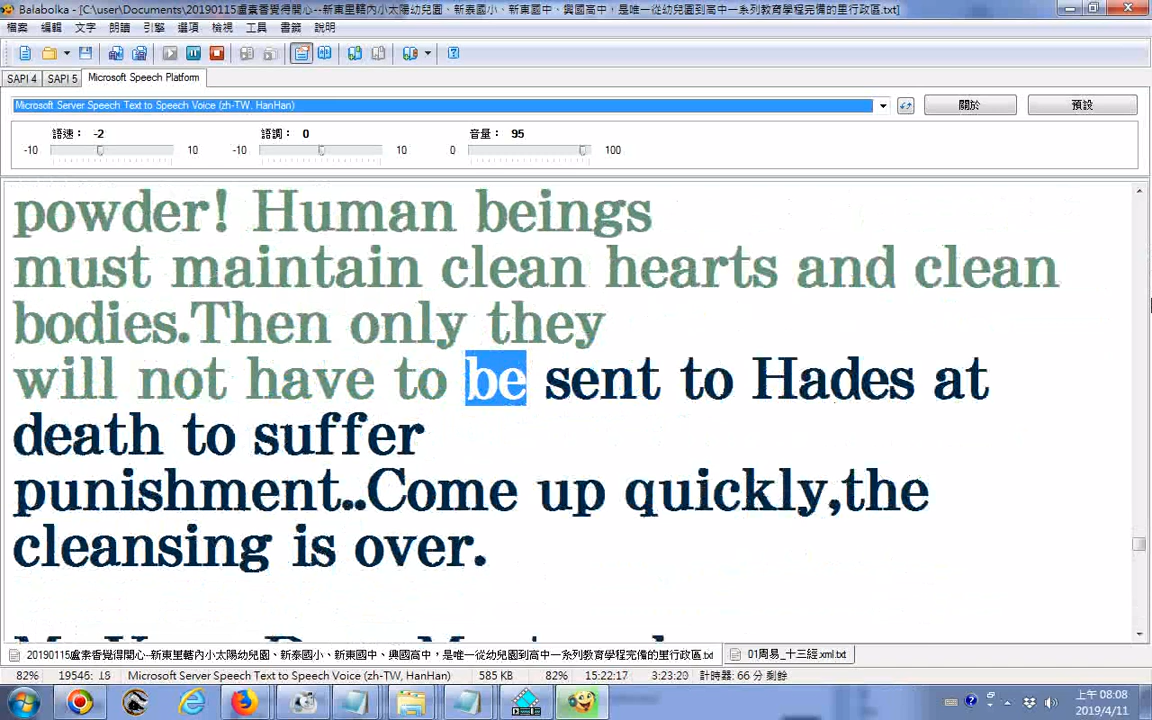 Balabolka - [C:\user\Documents\20190115盧素香覺得開心--新東里轄內小太陽幼兒園、新泰國小、新東國中、興國高中，是唯一從幼兒園到高中一系列教育學程完備的里行政區.txt]
檔案 編輯 文字 朗讀 引擎 選項 檢視 工具 書籤 說明
SAPI 4 SAPI 5 Microsoft Speech Platform
Microsoft Server Speech Text to Speech Voice (zh-TW, HanHan) 關於 預設
語速： -2 語調： 0 音量： 95
-10 10 -10 10 0 100
powder! Human beings
must maintain clean hearts and clean
bodies.Then only they
will not have to be sent to Hades at
death to suffer
punishment..Come up quickly,the
cleansing is over.
20190115盧素香覺得開心--新東里轄內小太陽幼兒園、新泰國小、新東國中、興國高中，是唯一從幼兒園到高中一系列教育學程完備的里行政區.txt 01周易_十三經.xml.txt
82% 19546: 18 Microsoft Server Speech Text to Speech Voice (zh-TW, HanHan) 585 KB 82% 15:22:17 3:23:20 計時器: 66 分 剩餘
上午 08:08
2019/4/11